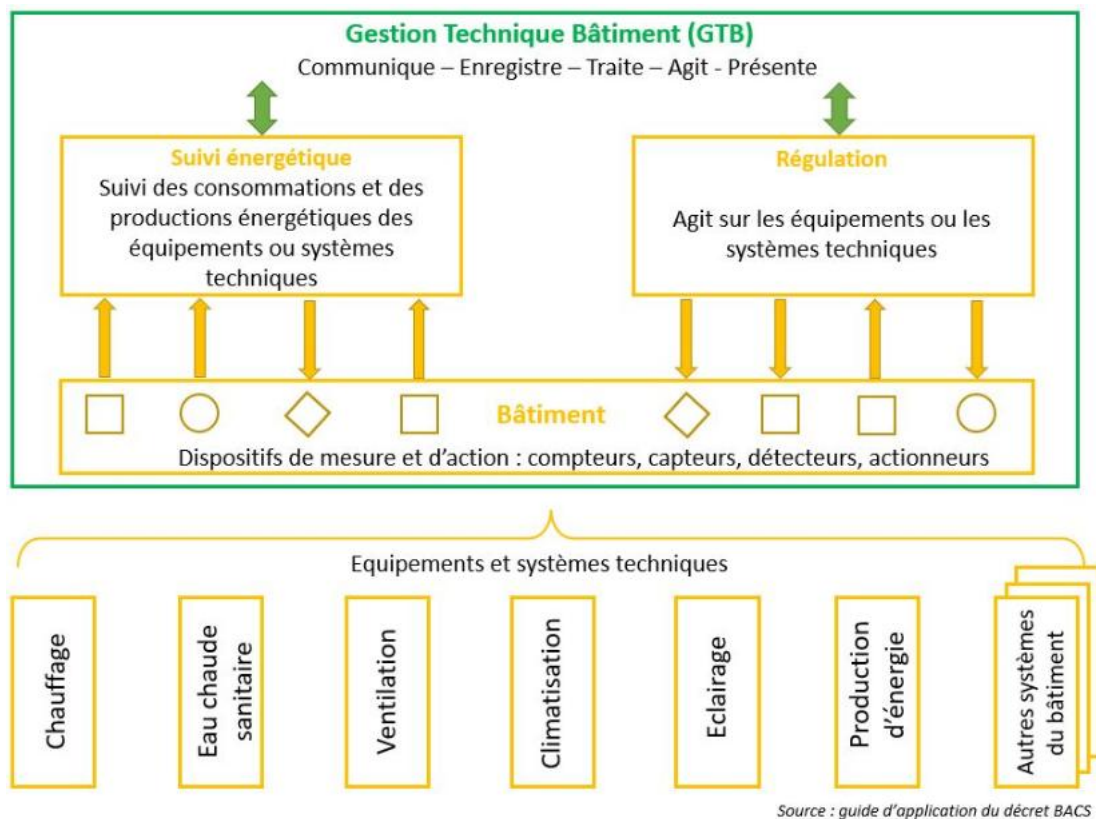 Gestion Technique Bâtiment (GTB)
Communique – Enregistre – Traite – Agit - Présente
Suivi énergétique
Suivi des consommations et des
productions énergétiques des
équipements ou systèmes
techniques
Régulation
Agit sur les équipements ou les
systèmes techniques
Bâtiment
Dispositifs de mesure et d'action : compteurs, capteurs, détecteurs, actionneurs
Equipements et systèmes techniques
Chauffage
Eau chaude
sanitaire
Ventilation
Climatisation
Eclairage
Production
d'énergie
Autres systèmes
du bâtiment
Source : guide d'application du décret BACS